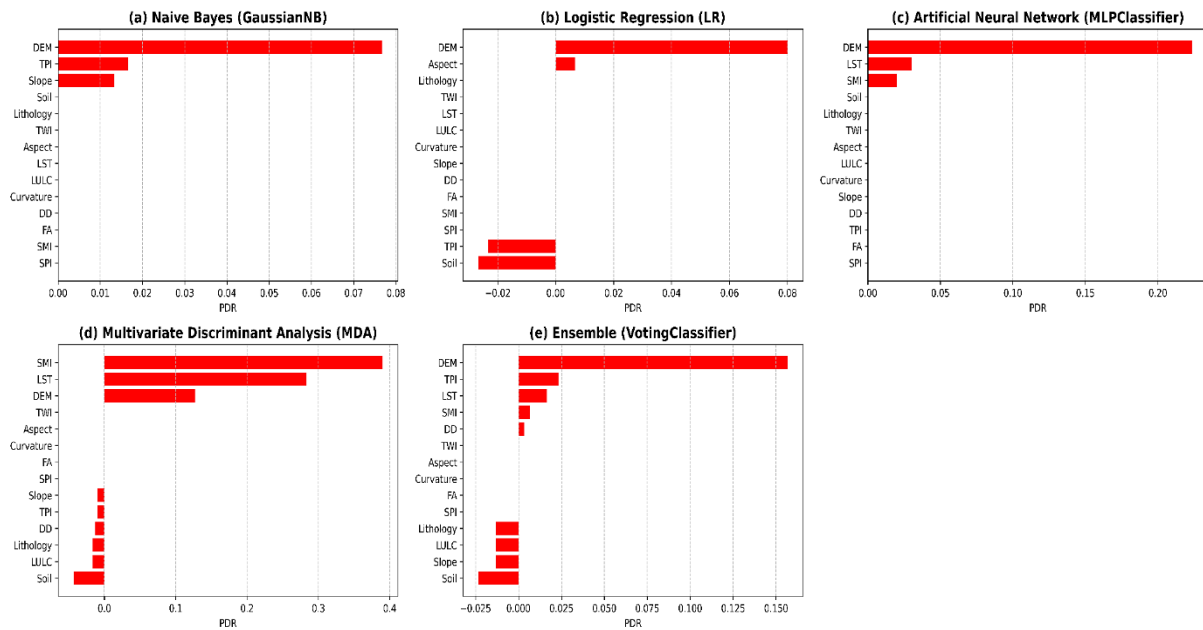 (a) Naive Bayes (GaussianNB)
DEM
TPI
Slope
Soil
Lithology
TWI
Aspect
LST
LULC
Curvature
DD
FA
SMI
SPI
0.00 0.01 0.02 0.03 0.04 0.05 0.06 0.07 0.08
PDR
(b) Logistic Regression (LR)
DEM
Aspect
Lithology
TWI
LST
LULC
Curvature
Slope
DD
FA
SMI
SPI
TPI
Soil
−0.02 0.00 0.02 0.04 0.06 0.08
PDR
(c) Artificial Neural Network (MLPClassifier)
DEM
LST
SMI
Soil
Lithology
TWI
Aspect
LULC
Curvature
Slope
DD
TPI
FA
SPI
0.00 0.05 0.10 0.15 0.20
PDR
(d) Multivariate Discriminant Analysis (MDA)
SMI
LST
DEM
TWI
Aspect
Curvature
FA
SPI
Slope
TPI
DD
Lithology
LULC
Soil
0.0 0.1 0.2 0.3 0.4
PDR
(e) Ensemble (VotingClassifier)
DEM
TPI
LST
SMI
DD
TWI
Aspect
Curvature
FA
SPI
Lithology
LULC
Slope
Soil
−0.025 0.000 0.025 0.050 0.075 0.100 0.125 0.150
PDR